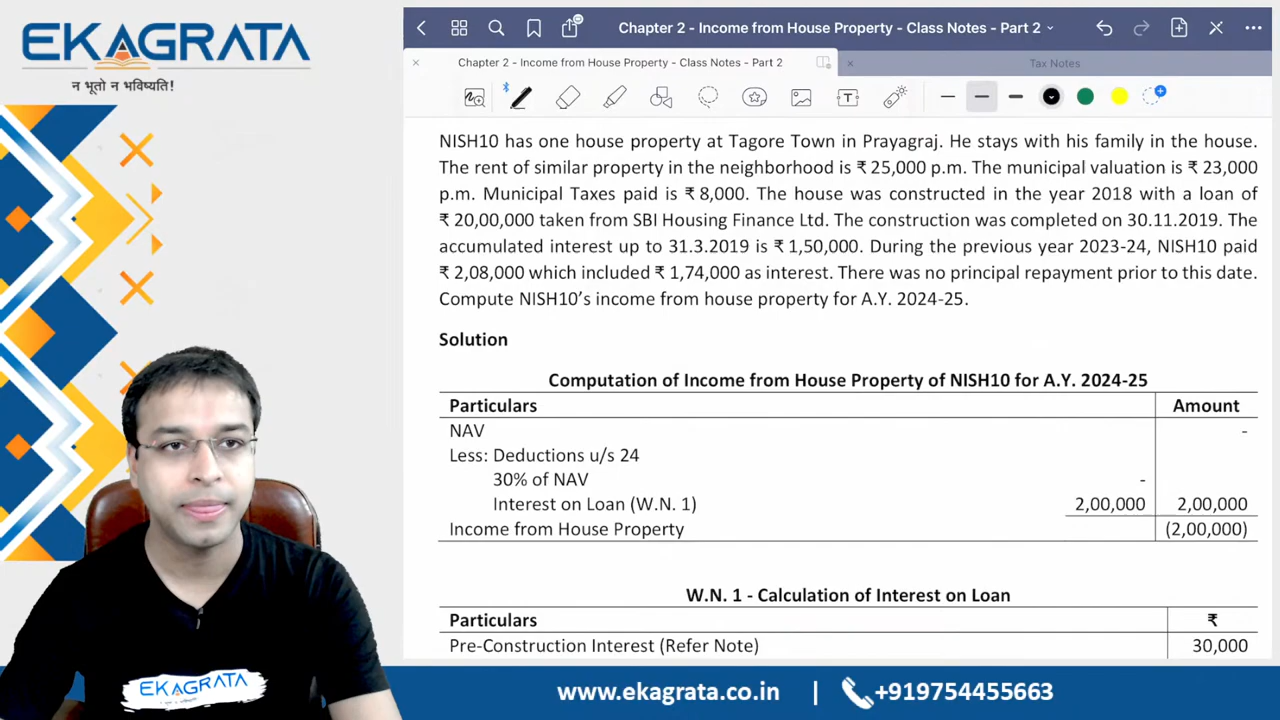 EKAGRATA
न भूतो न भविष्यति!
Chapter 2 - Income from House Property - Class Notes - Part 2
Chapter 2 - Income from House Property - Class Notes - Part 2
Tax Notes
T
NISH10 has one house property at Tagore Town in Prayagraj. He stays with his family in the house.
The rent of similar property in the neighborhood is ₹ 25,000 p.m. The municipal valuation is ₹ 23,000
p.m. Municipal Taxes paid is ₹ 8,000. The house was constructed in the year 2018 with a loan of
₹ 20,00,000 taken from SBI Housing Finance Ltd. The construction was completed on 30.11.2019. The
accumulated interest up to 31.3.2019 is ₹ 1,50,000. During the previous year 2023-24, NISH10 paid
₹ 2,08,000 which included ₹ 1,74,000 as interest. There was no principal repayment prior to this date.
Compute NISH10's income from house property for A.Y. 2024-25.
Solution
Computation of Income from House Property of NISH10 for A.Y. 2024-25
Particulars Amount
NAV -
Less: Deductions u/s 24
30% of NAV -
Interest on Loan (W.N. 1) 2,00,000 2,00,000
Income from House Property (2,00,000)
W.N. 1 - Calculation of Interest on Loan
Particulars ₹
Pre-Construction Interest (Refer Note) 30,000
EKAGRATA
www.ekagrata.co.in | +919754455663